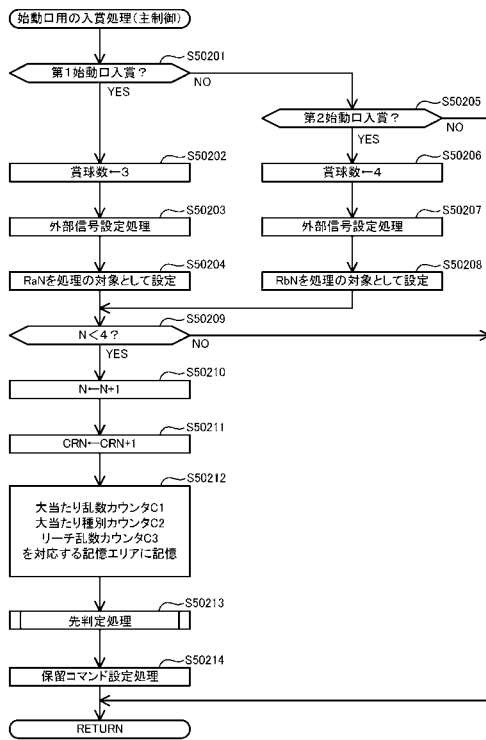 始動口用の入賞処理(主制御)
S50201
第1始動口入賞？
NO
YES
S50205
第2始動口入賞？
NO
YES
S50202
賞球数←3
S50206
賞球数←4
S50203
外部信号設定処理
S50207
外部信号設定処理
S50204
RaNを処理の対象として設定
S50208
RbNを処理の対象として設定
S50209
N<4？
NO
YES
S50210
N←N+1
S50211
CRN←CRN+1
S50212
大当たり乱数カウンタC1
大当たり種別カウンタC2
リーチ乱数カウンタC3
を対応する記憶エリアに記憶
S50213
先判定処理
S50214
保留コマンド設定処理
RETURN